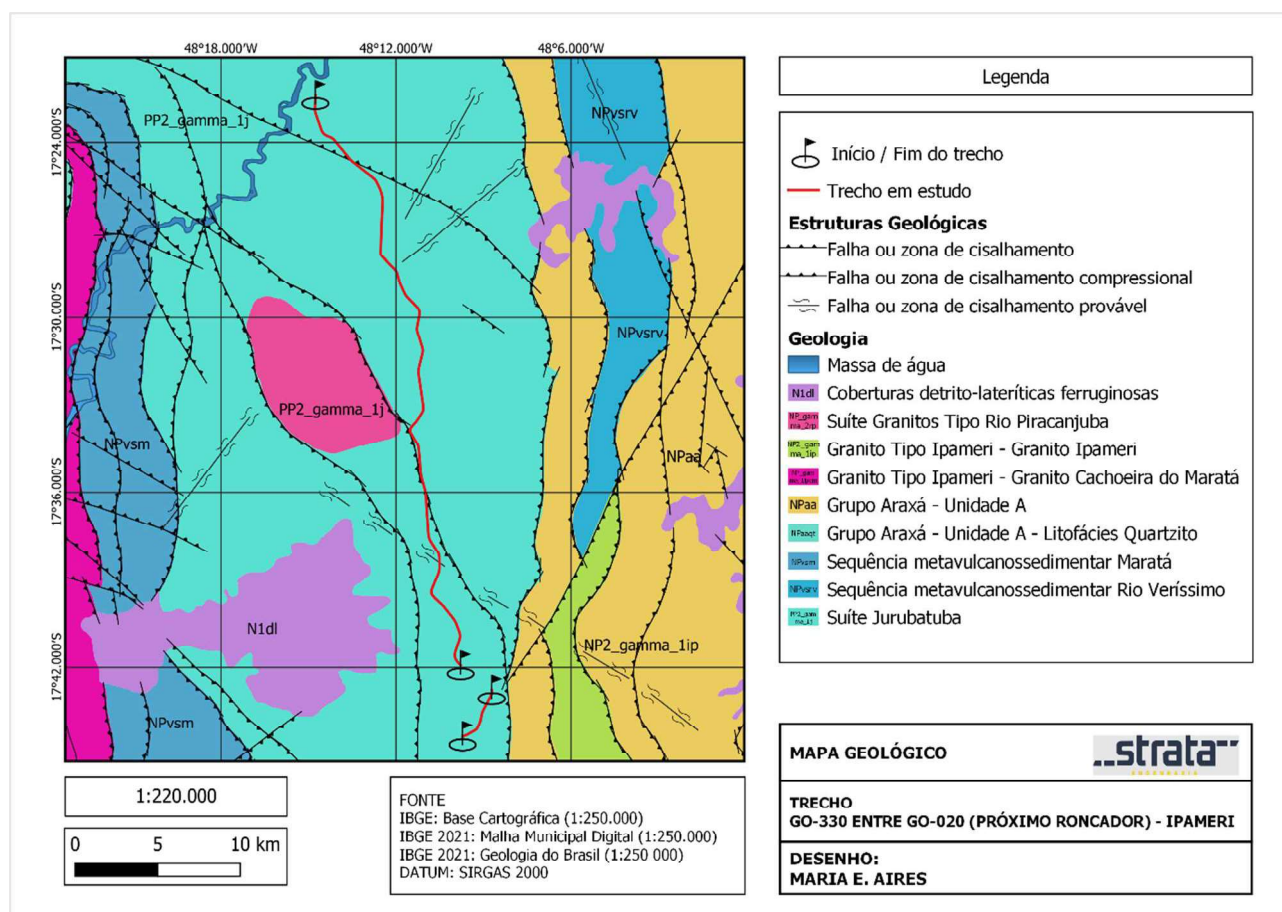 48°18.000'W 48°12.000'W 48°6.000'W
17°24.000'S
17°30.000'S
17°36.000'S
17°42.000'S
PP2_gamma_1j
NPvsrv
NPvsrv
PP2_gamma_1j
NPvsm
NPaa
N1dl
NP2_gamma_1ip
NPvsm
Legenda
Início / Fim do trecho
Trecho em estudo
Estruturas Geológicas
Falha ou zona de cisalhamento
Falha ou zona de cisalhamento compressional
Falha ou zona de cisalhamento provável
Geologia
Massa de água
N1dl Coberturas detrito-lateríticas ferruginosas
Suíte Granitos Tipo Rio Piracanjuba
Granito Tipo Ipameri - Granito Ipameri
Granito Tipo Ipameri - Granito Cachoeira do Maratá
NPaa Grupo Araxá - Unidade A
Grupo Araxá - Unidade A - Litofácies Quartzito
NPvsm Sequência metavulcanossedimentar Maratá
NPvsrv Sequência metavulcanossedimentar Rio Veríssimo
Suíte Jurubatuba
1:220.000
0 5 10 km
FONTE
IBGE: Base Cartográfica (1:250.000)
IBGE 2021: Malha Municipal Digital (1:250.000)
IBGE 2021: Geologia do Brasil (1:250 000)
DATUM: SIRGAS 2000
MAPA GEOLÓGICO
strata
ENGENHARIA
TRECHO
GO-330 ENTRE GO-020 (PRÓXIMO RONCADOR) - IPAMERI
DESENHO:
MARIA E. AIRES